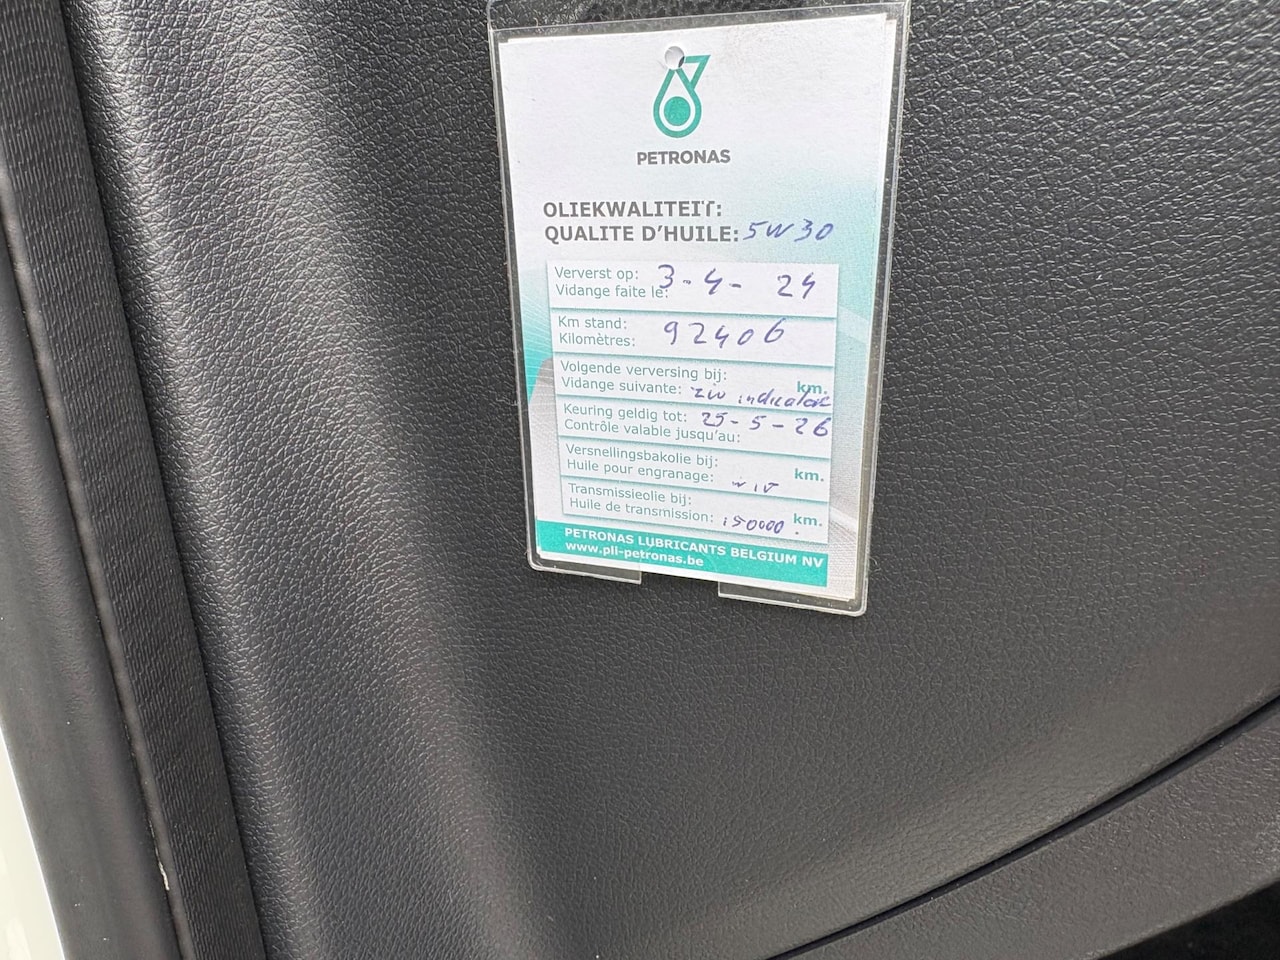 PETRONAS
OLIEKWALITEIT:
QUALITE D'HUILE: 5W30
Ververst op:
Vidange faite le: 3-4-24
Km stand:
Kilomètres: 92406
Volgende verversing bij: km.
Vidange suivante: zw indicator
Keuring geldig tot: 25-5-26
Contrôle valable jusqu'au:
Versnellingsbakolie bij: km.
Huile pour engranage:
Transmissieolie bij: km.
Huile de transmission: 150000.
PETRONAS LUBRICANTS BELGIUM NV
www.pli-petronas.be